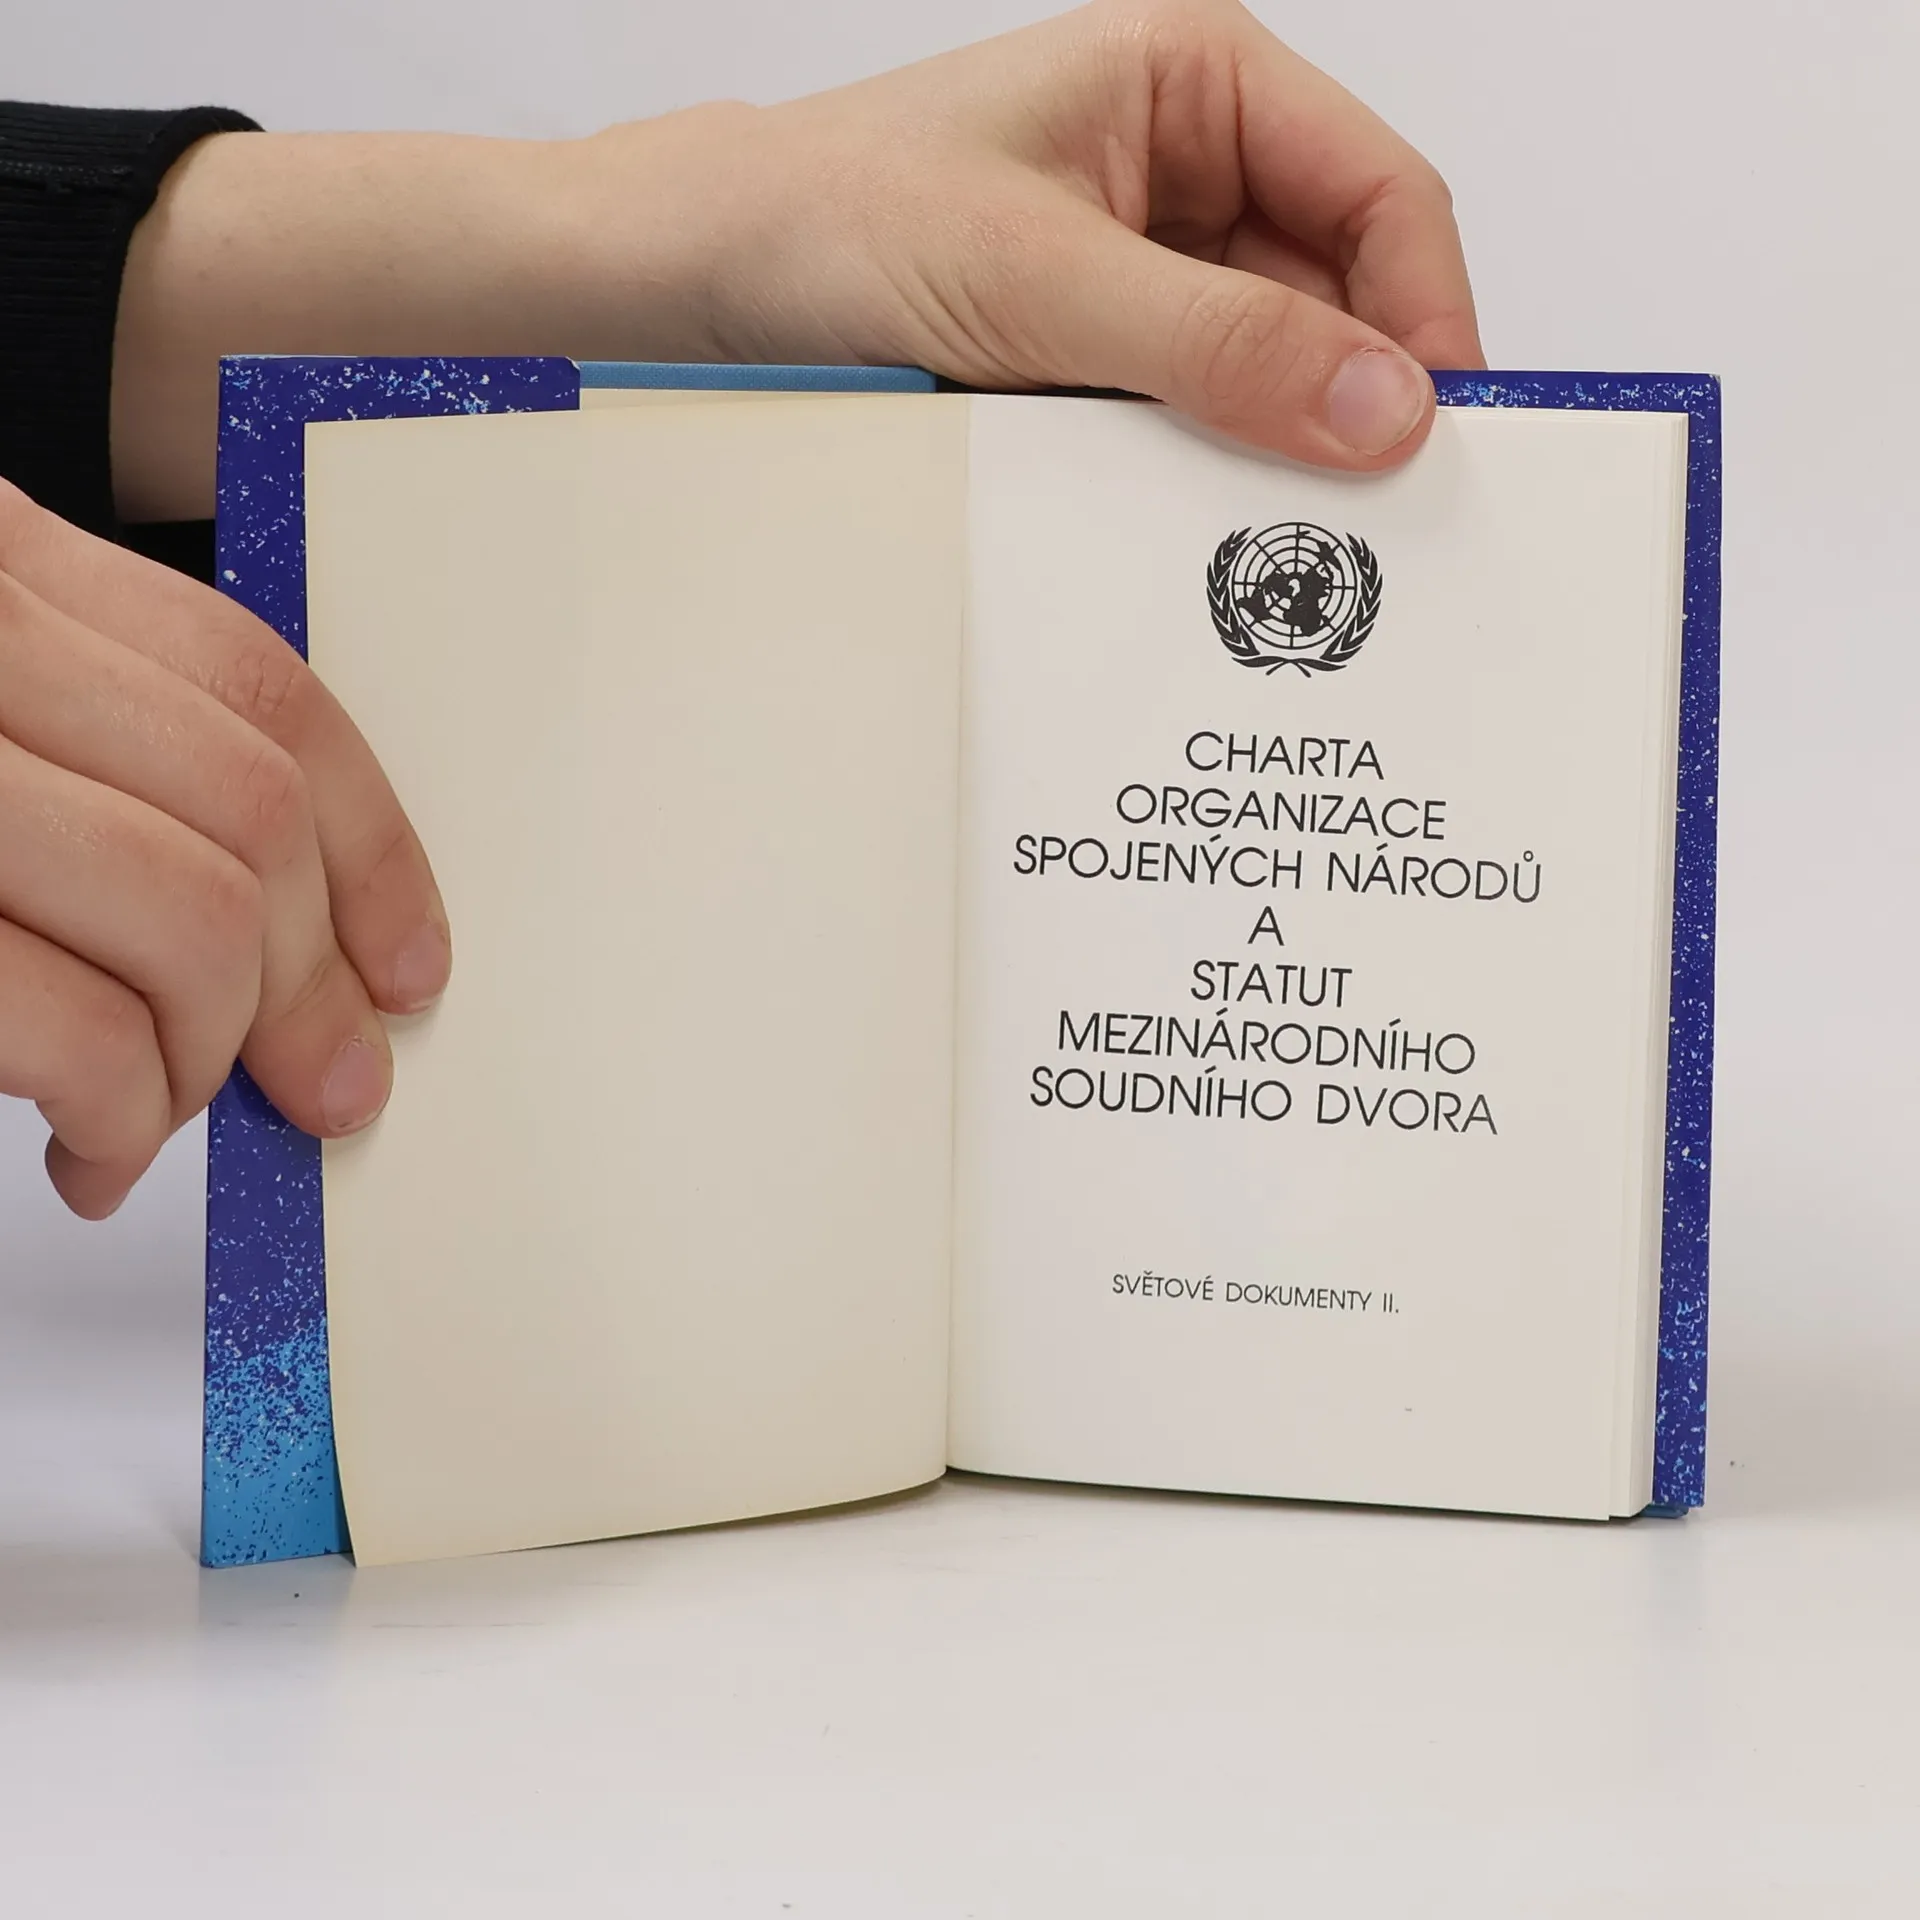 CHARTA
ORGANIZACE
SPOJENÝCH NÁRODŮ
A
STATUT
MEZINÁRODNÍHO
SOUDNÍHO DVORA
SVĚTOVÉ DOKUMENTY II.